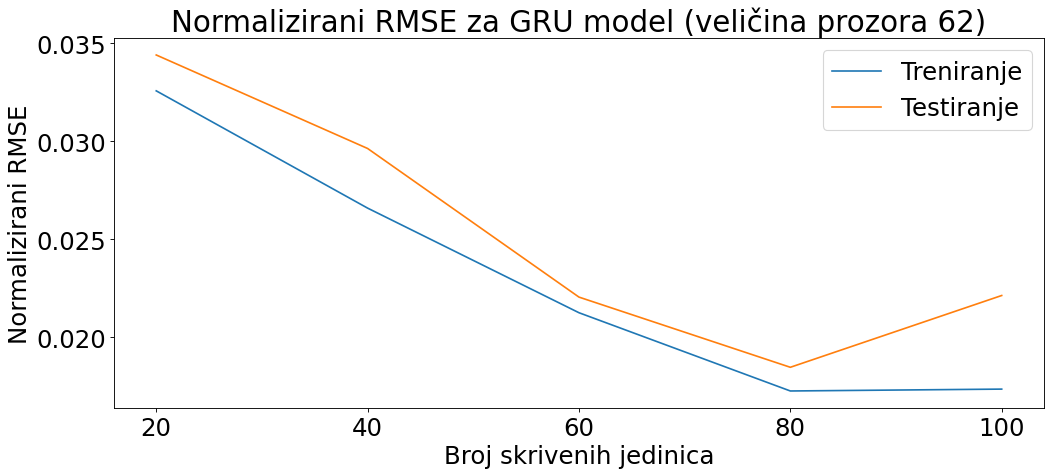 Normalizirani RMSE za GRU model (veličina prozora 62)
Treniranje
Testiranje
Normalizirani RMSE
0.035
0.030
0.025
0.020
20 40 60 80 100
Broj skrivenih jedinica